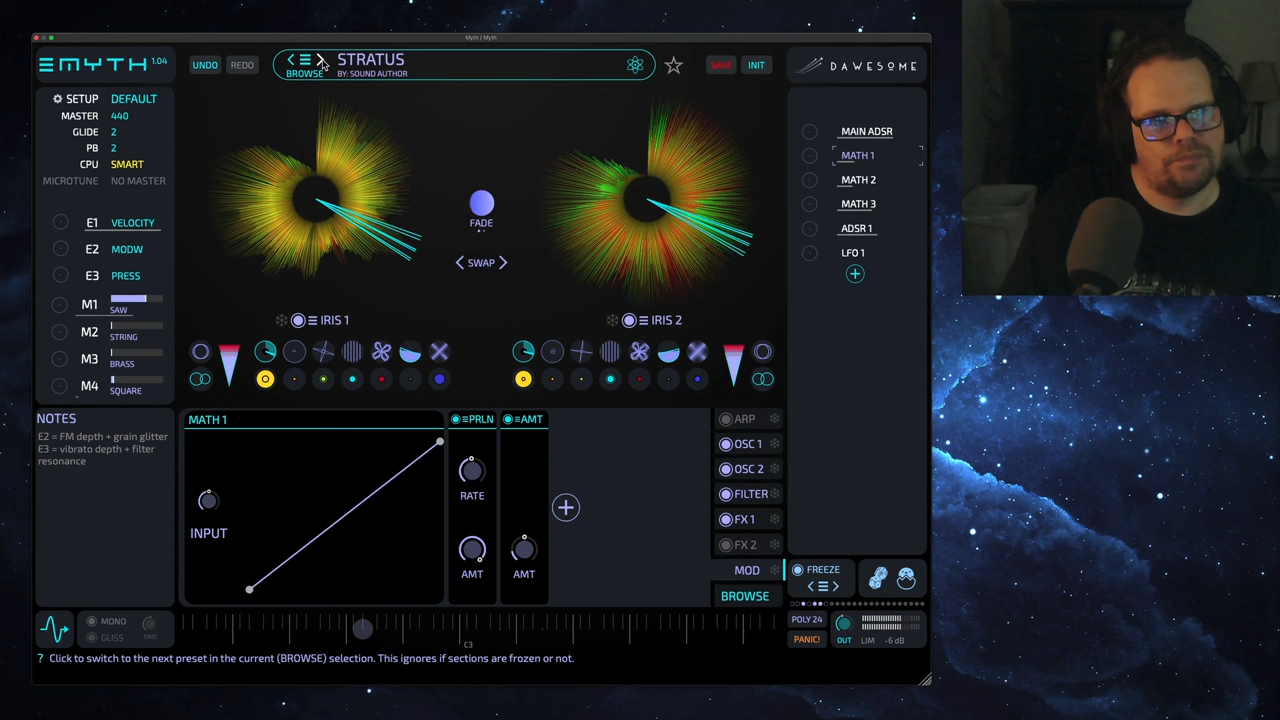 Myth / Myth
MYTH 1.04
UNDO
REDO
BROWSE
STRATUS
BY: SOUND AUTHOR
SAVE
INIT
DAWESOME
SETUP DEFAULT
MASTER 440
GLIDE 2
PB 2
CPU SMART
MICROTUNE NO MASTER
E1 VELOCITY
E2 MODW
E3 PRESS
M1 SAW
M2 STRING
M3 BRASS
M4 SQUARE
FADE
SWAP
IRIS 1
IRIS 2
MAIN ADSR
MATH 1
MATH 2
MATH 3
ADSR 1
LFO 1
NOTES
E2 = FM depth + grain glitter
E3 = vibrato depth + filter
resonance
MATH 1
INPUT
PRLN
RATE
AMT
AMT
AMT
ARP
OSC 1
OSC 2
FILTER
FX 1
FX 2
MOD
BROWSE
FREEZE
MONO
GLISS
TIME
C3
POLY 24
PANIC!
OUT
LIM
-6 dB
? Click to switch to the next preset in the current (BROWSE) selection. This ignores if sections are frozen or not.